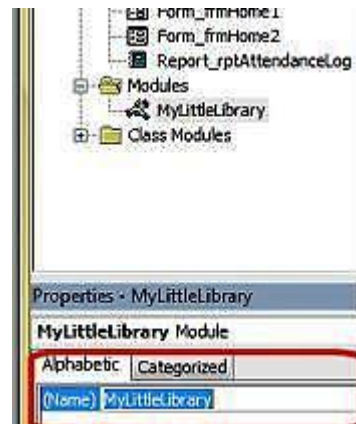 Form_frmHome1
Form_frmHome2
Report_rptAttendanceLog
Modules
MyLittleLibrary
Class Modules
Properties - MyLittleLibrary
MyLittleLibrary Module
Alphabetic Categorized
(Name) MyLittleLibrary